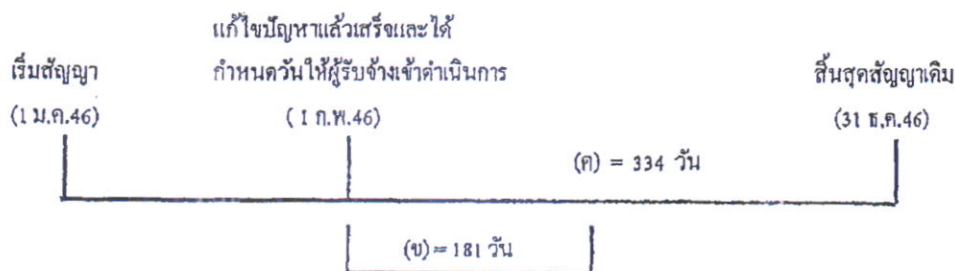 แก้ไขปัญหาแล้วเสร็จและได้
เริ่มสัญญา กำหนดวันให้ผู้รับจ้างเข้าดำเนินการ สิ้นสุดสัญญาเดิม
(1 ม.ค.46) ( 1 ก.พ.46) (31 ธ.ค.46)
(ค) = 334 วัน
(ข) = 181 วัน